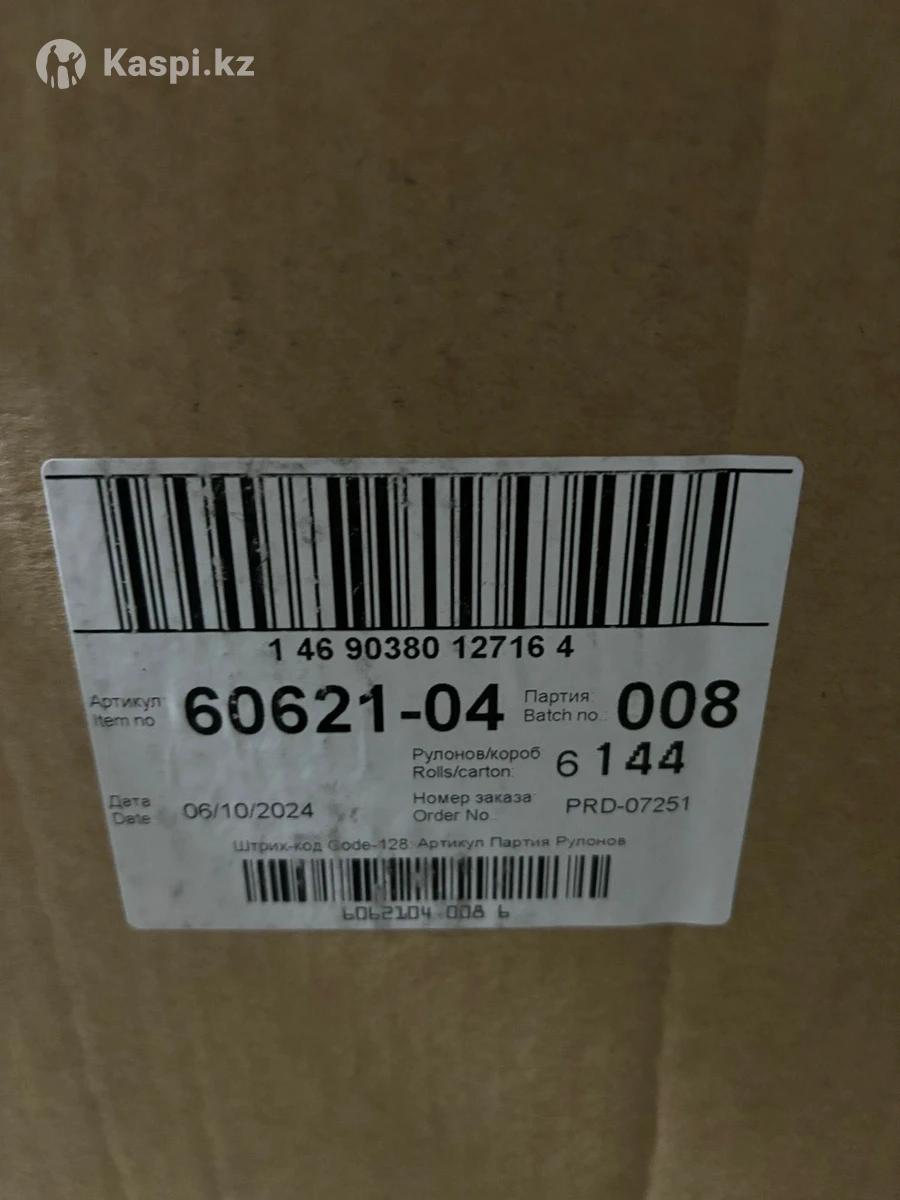 Kaspi.kz
1 46 90380 12716 4
Артикул:
Item no
60621-04
Партия:
Batch no.:
008
Рулонов/короб
Rolls/carton:
6 144
Дата
Date
06/10/2024
Номер заказа:
Order No.:
PRD-07251
Штрих-код Code-128: Артикул Партия Рулонов
6062104 008 6